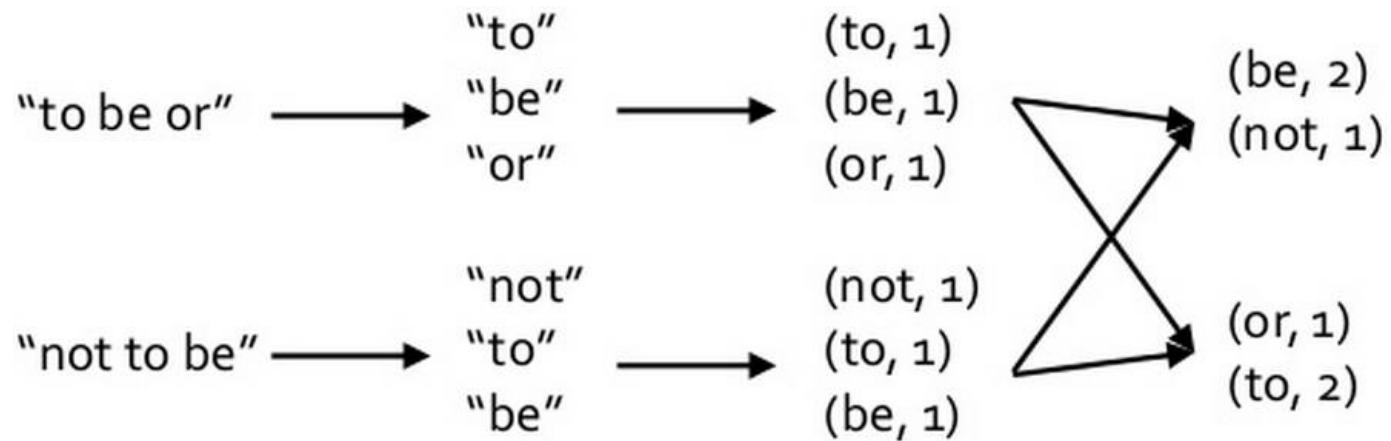 “to be or”
“to”
“be”
“or”
(to, 1)
(be, 1)
(or, 1)
(be, 2)
(not, 1)
“not to be”
“not”
“to”
“be”
(not, 1)
(to, 1)
(be, 1)
(or, 1)
(to, 2)